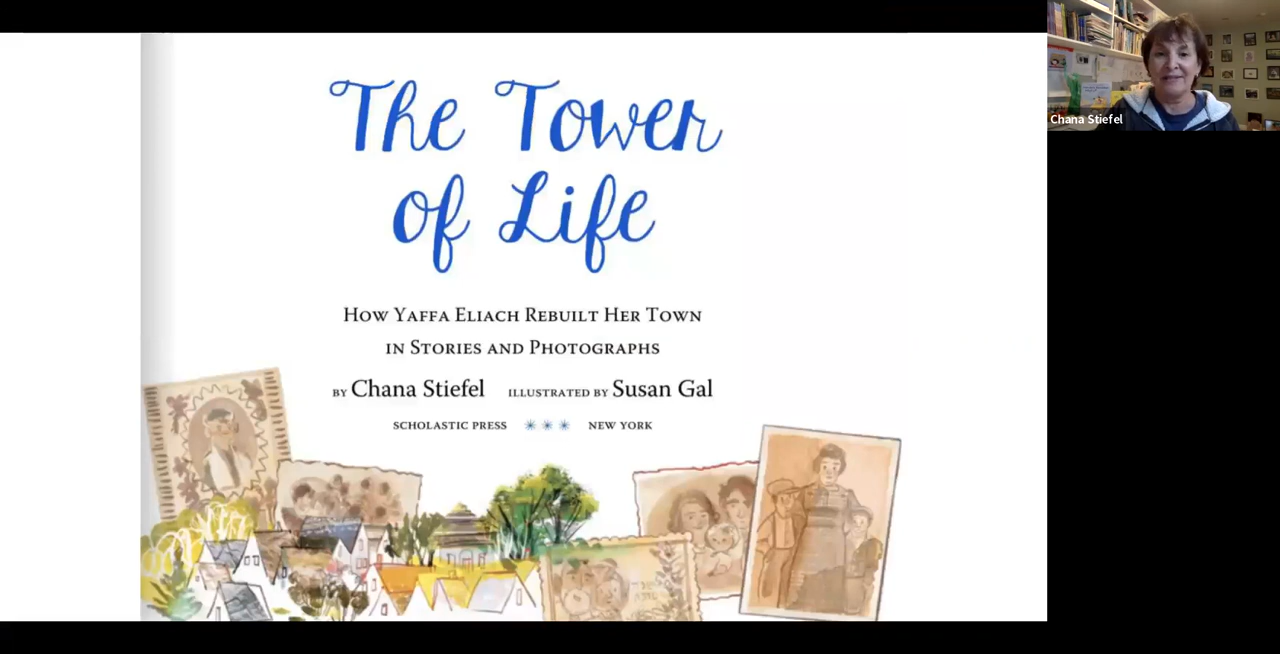 The Tower
of Life
How Yaffa Eliach Rebuilt Her Town
in Stories and Photographs
by Chana Stiefel illustrated by Susan Gal
SCHOLASTIC PRESS NEW YORK
Chana Stiefel